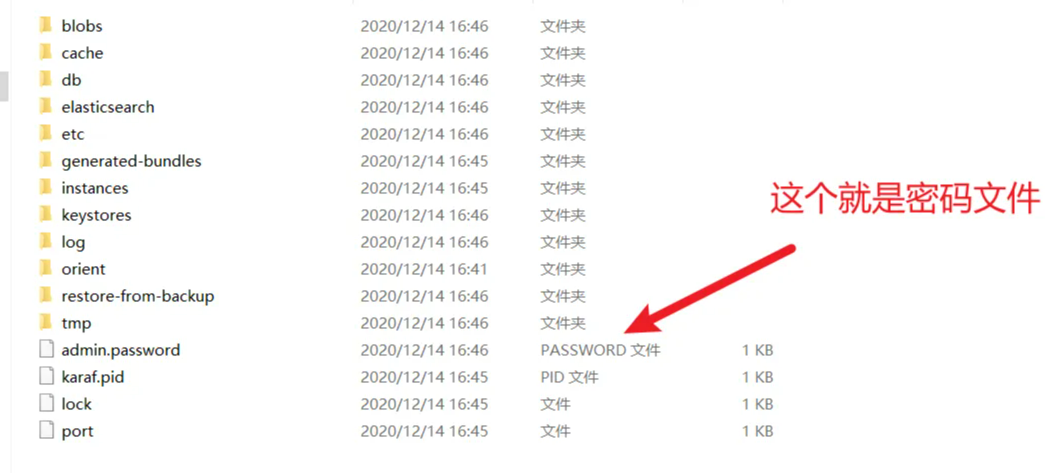 blobs 2020/12/14 16:46 文件夹
cache 2020/12/14 16:46 文件夹
db 2020/12/14 16:46 文件夹
elasticsearch 2020/12/14 16:46 文件夹
etc 2020/12/14 16:46 文件夹
generated-bundles 2020/12/14 16:45 文件夹
instances 2020/12/14 16:45 文件夹
keystores 2020/12/14 16:46 文件夹
log 2020/12/14 16:46 文件夹
orient 2020/12/14 16:41 文件夹
restore-from-backup 2020/12/14 16:46 文件夹
tmp 2020/12/14 16:46 文件夹
admin.password 2020/12/14 16:46 PASSWORD 文件 1 KB
karaf.pid 2020/12/14 16:45 PID 文件 1 KB
lock 2020/12/14 16:45 文件 1 KB
port 2020/12/14 16:45 文件 1 KB
这个就是密码文件